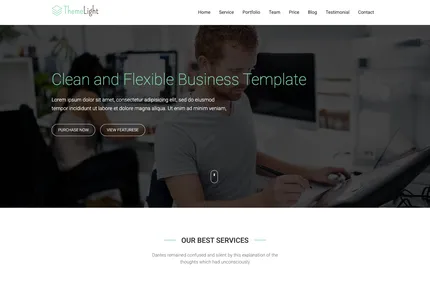 ThemeLight
Home Service Portfolio Team Price Blog Testimonial Contact
Clean and Flexible Business Template
Lorem ipsum dolor sit amet, consectetur adipisicing elit, sed do eiusmod
tempor incididunt ut labore et dolore magna aliqua. Ut enim ad minim veniam,
PURCHASE NOW VIEW FEATURESE
OUR BEST SERVICES
Davies remained confused and silent by this explanation of the
thoughts which had unconciously